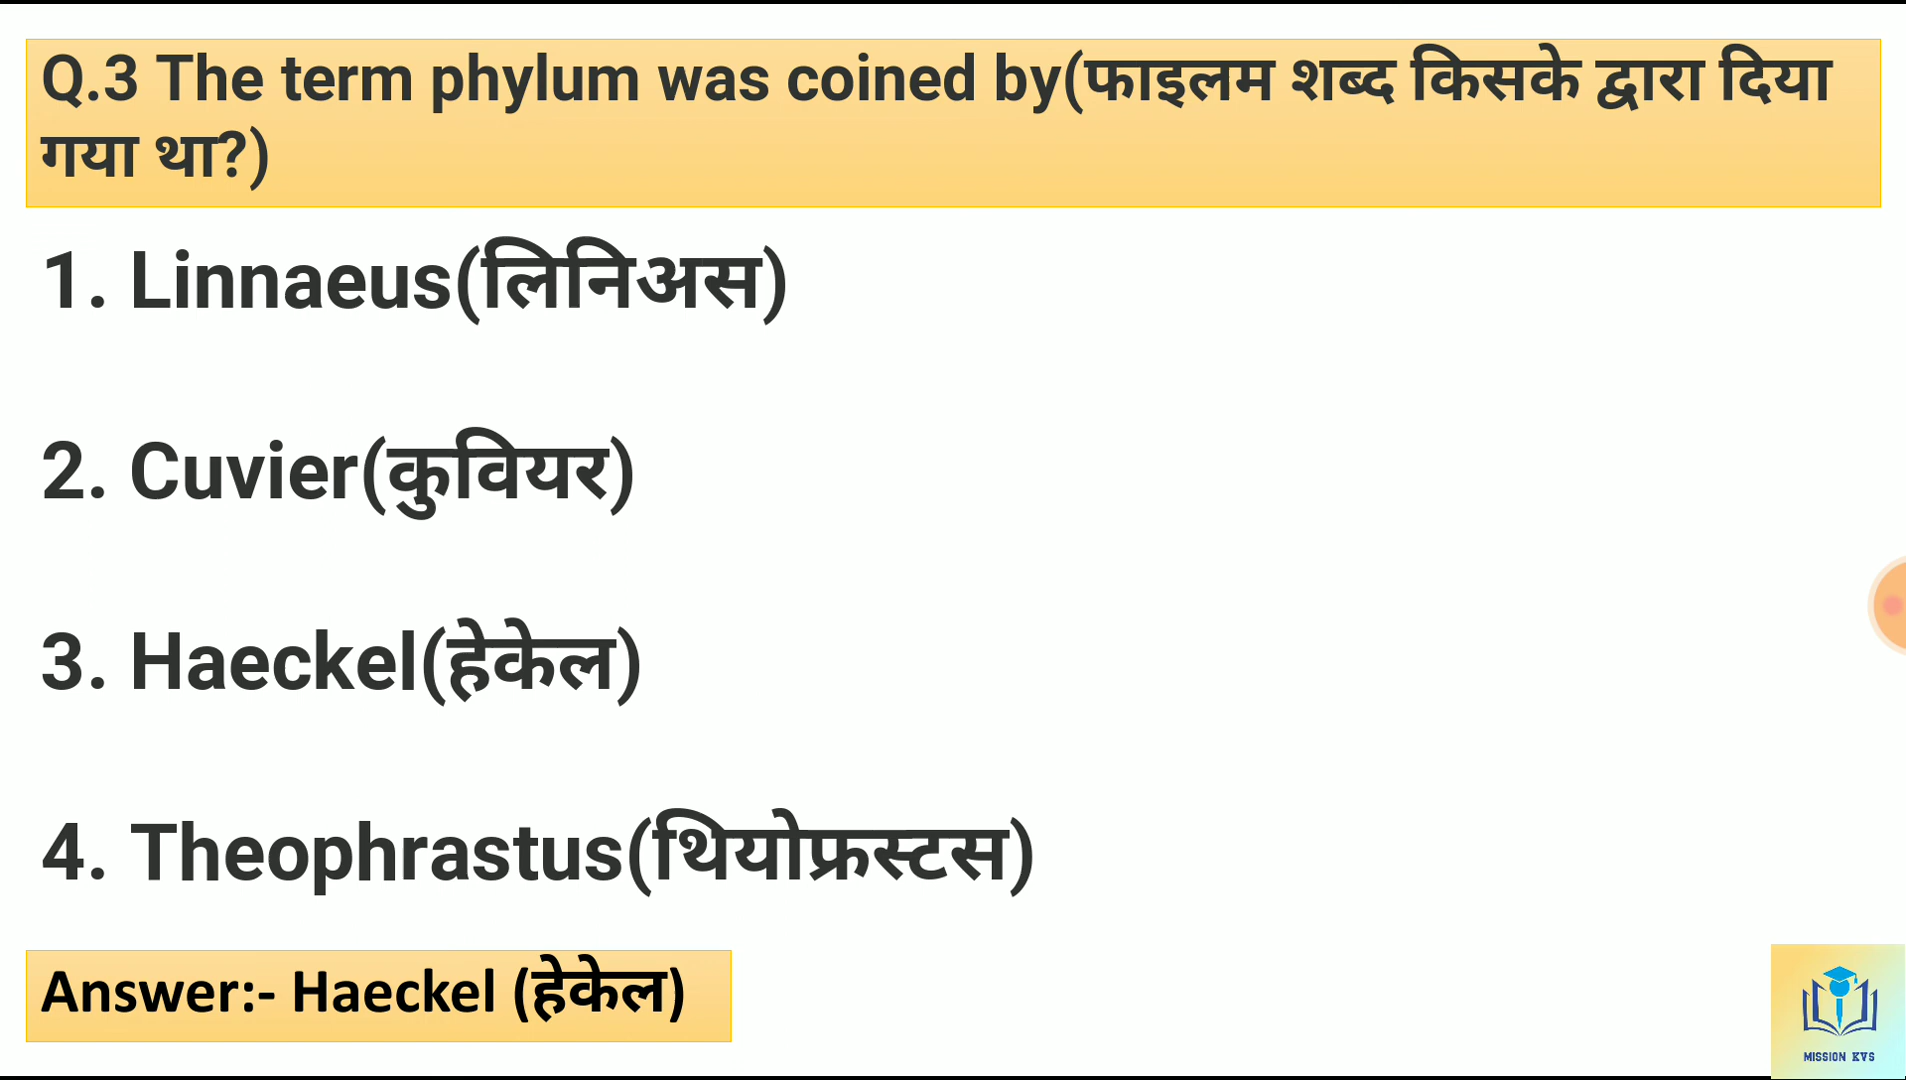 Q.3 The term phylum was coined by(फाइलम शब्द किसके द्वारा दिया
गया था?)
1. Linnaeus(लिनिअस)
2. Cuvier(कुवियर)
3. Haeckel(हेकेल)
4. Theophrastus(थियोफ्रस्टस)
Answer:- Haeckel (हेकेल)
MISSION KVS